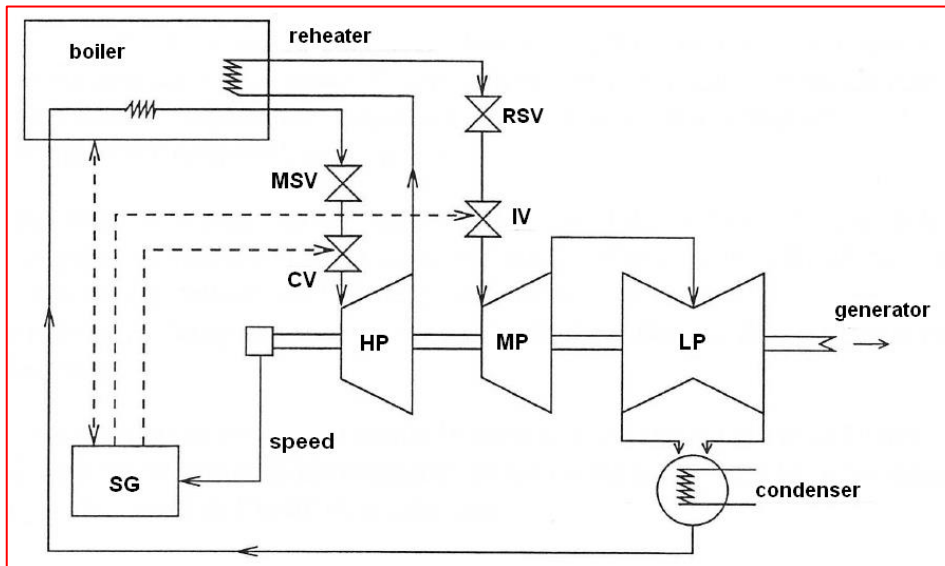 boiler
reheater
RSV
MSV
IV
CV
HP
MP
LP
generator
speed
SG
condenser